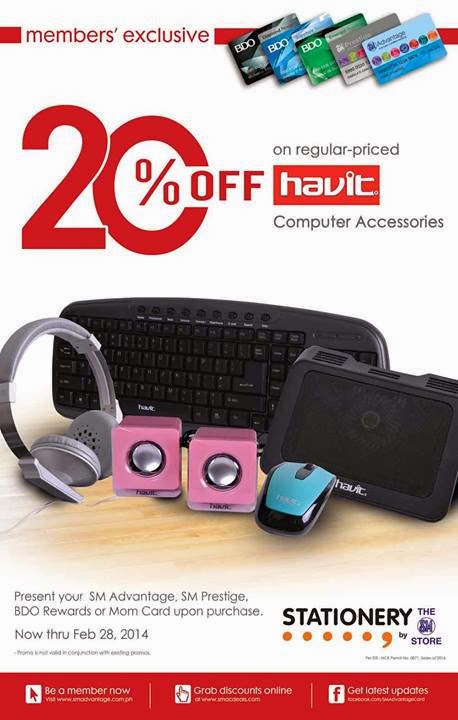 members' exclusive
BDO
BDO
BDO
Prestige
SM Advantage
20% OFF
on regular-priced
havit
Computer Accessories
havit
havit
havit
havit
havit
havit
Present your SM Advantage, SM Prestige,
BDO Rewards or Mom Card upon purchase.
Now thru Feb 28, 2014
- Promo is not valid in conjunction with existing promos.
STATIONERY
by THE SM STORE
Per DTI - NCR Permit No. 0871, Series of 2014
Be a member now
Visit www.smadvantage.com.ph
Grab discounts online
at www.smacdeals.com
Get latest updates
facebook.com/SMAdvantageCard